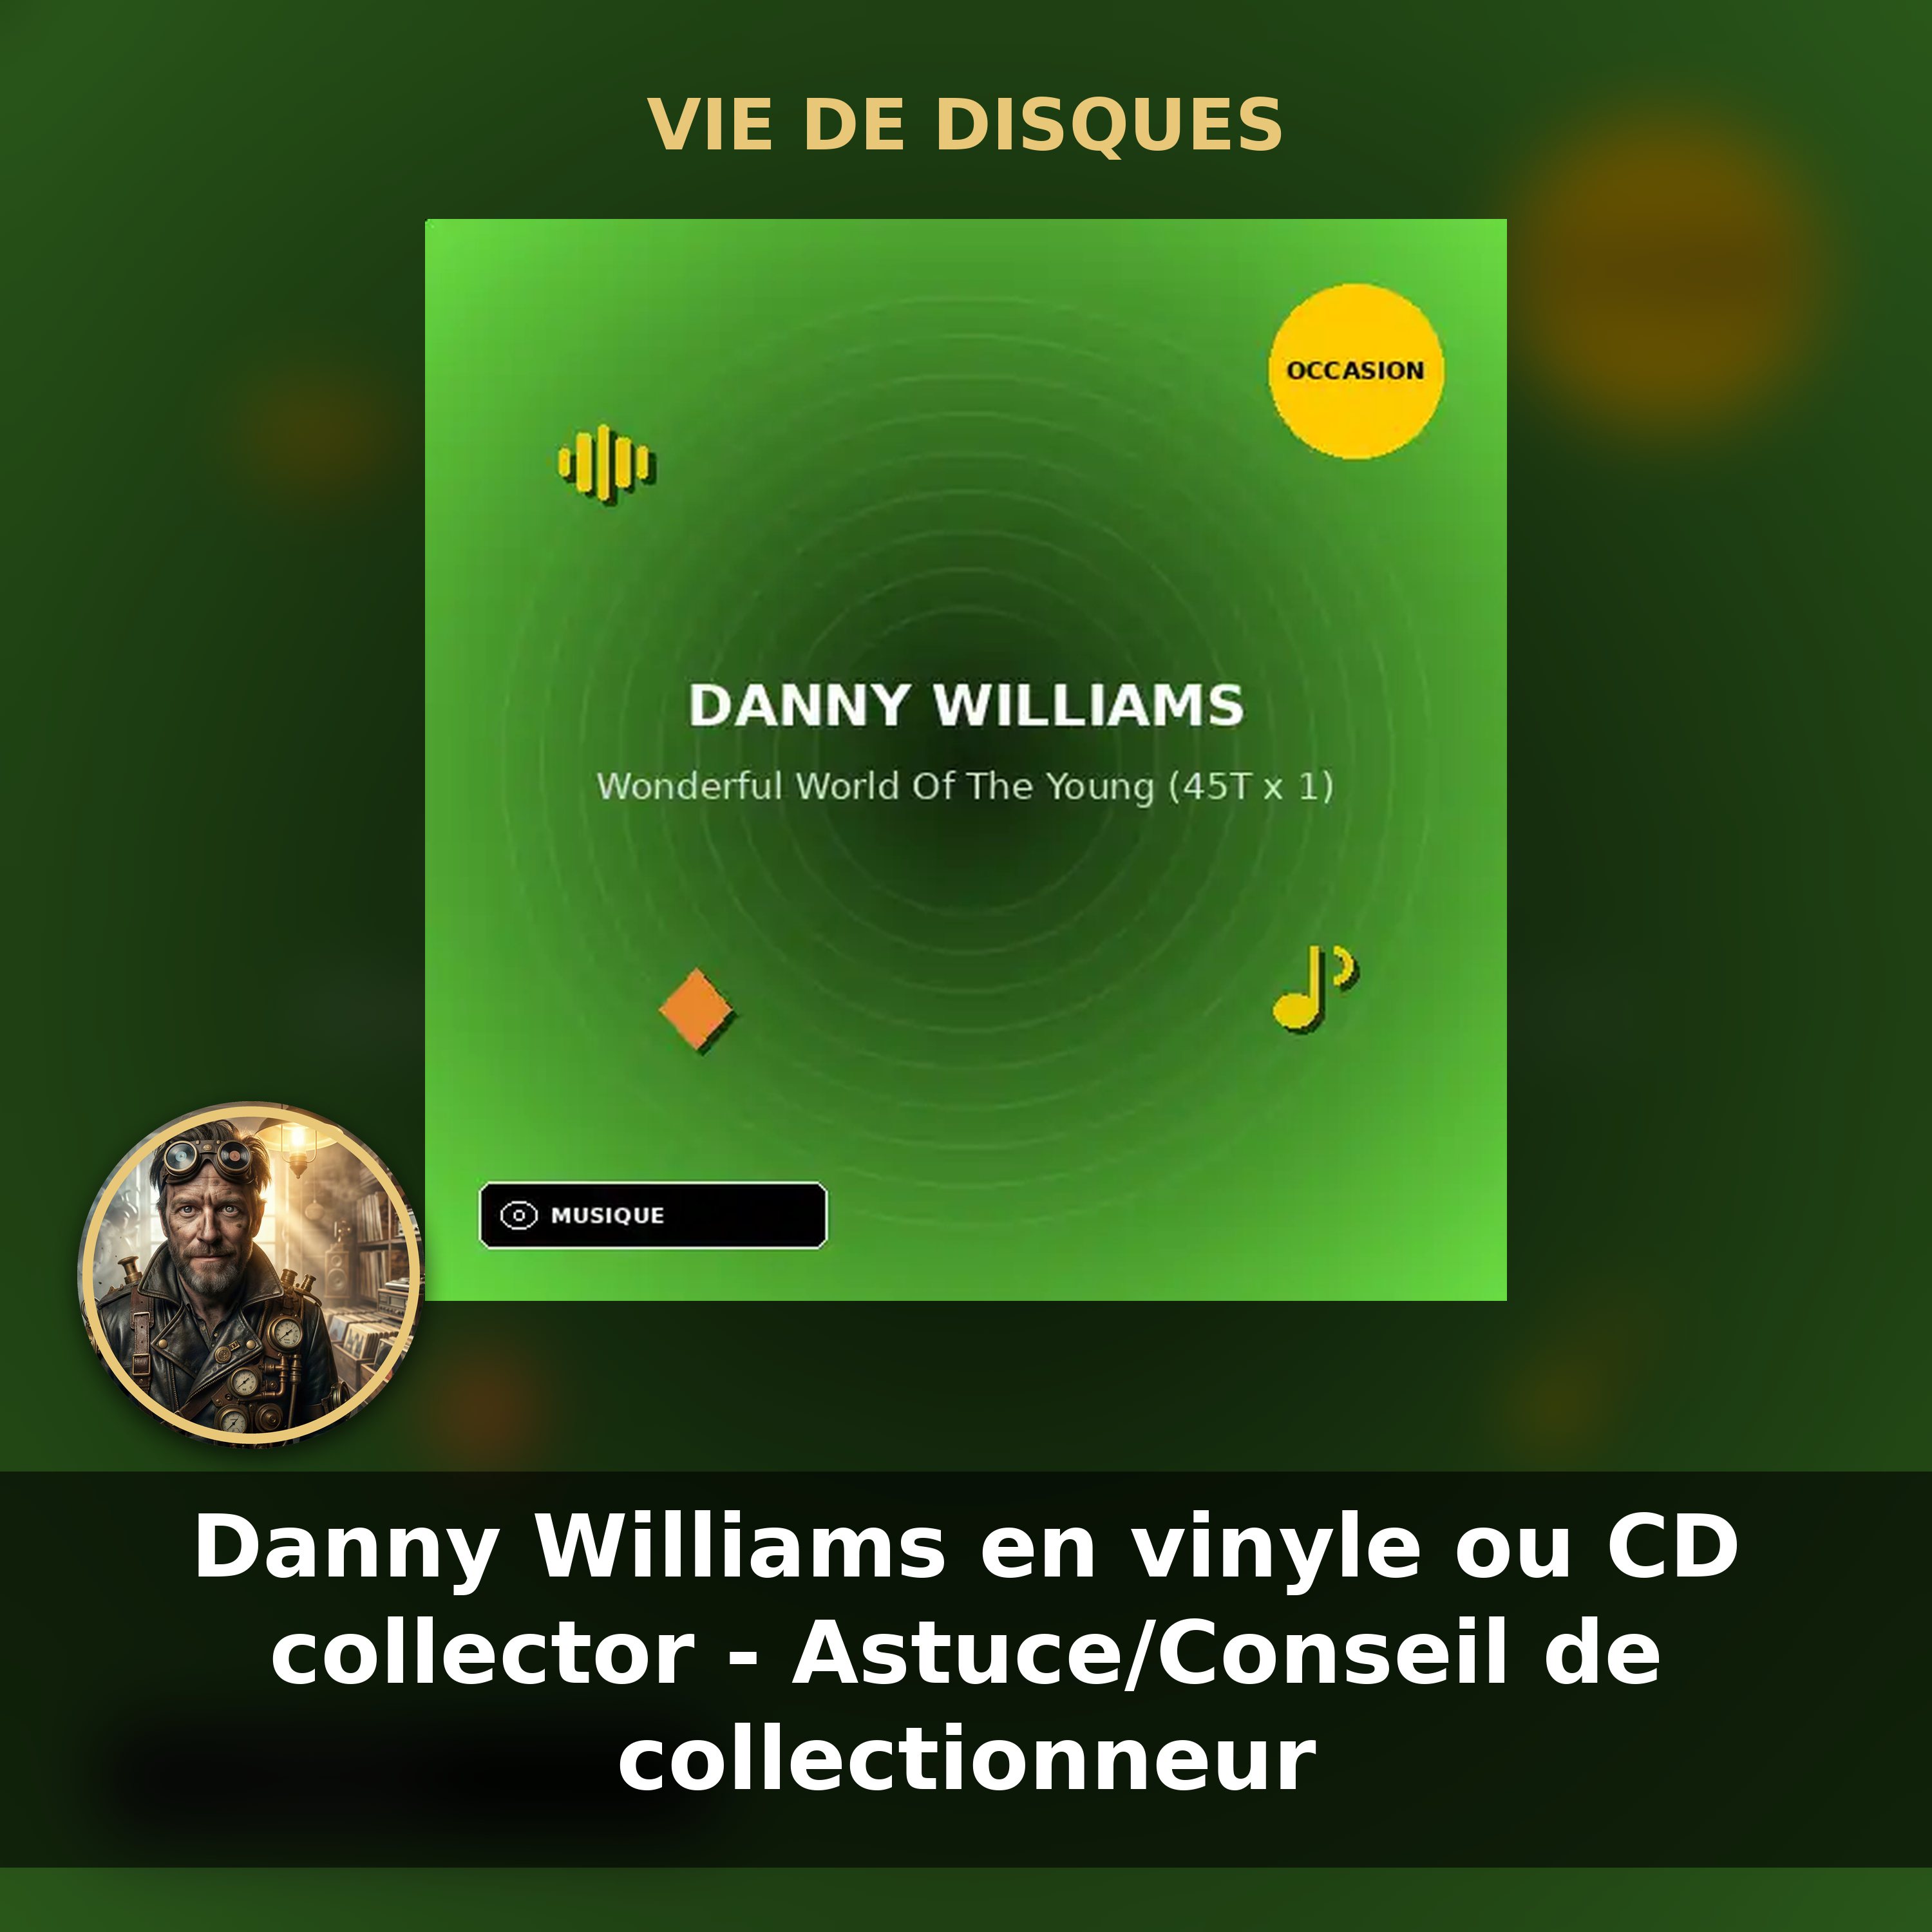 VIE DE DISQUES
OCCASION
DANNY WILLIAMS
Wonderful World Of The Young (45T x 1)
MUSIQUE
Danny Williams en vinyle ou CD
collector - Astuce/Conseil de
collectionneur